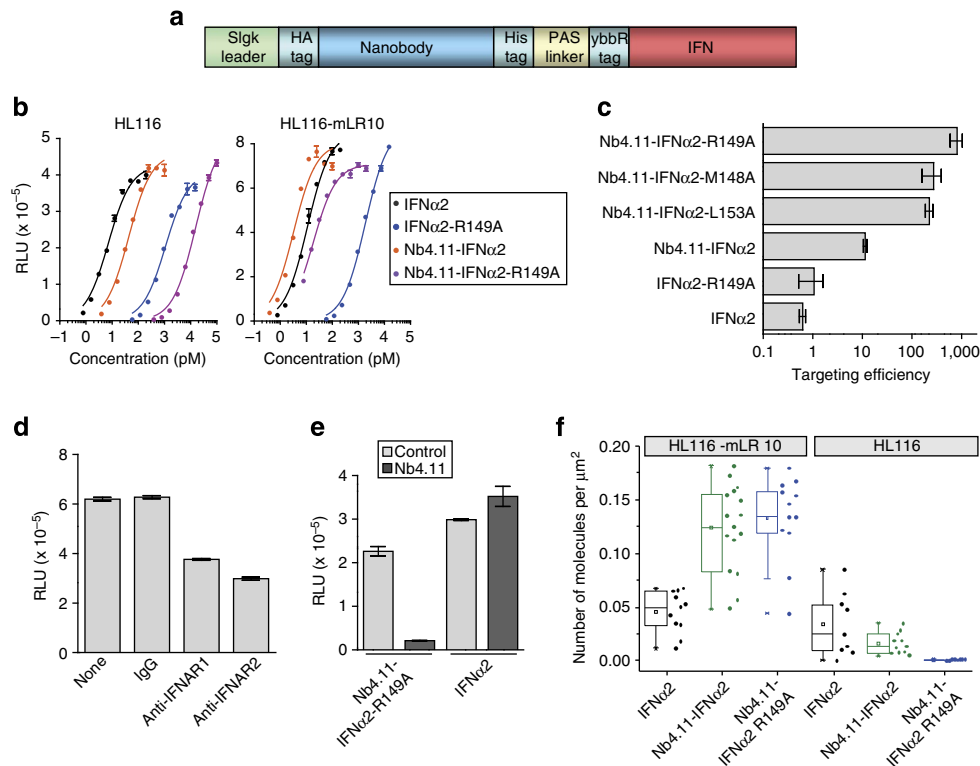 a
SIgk leader
HA tag
Nanobody
His tag
PAS linker
ybbR tag
IFN
b
HL116
RLU (x 10⁻⁵)
5
4
3
2
1
0
−1 0 1 2 3 4 5
Concentration (pM)
HL116-mLR10
8
6
4
2
0
−1 0 1 2 3 4 5
Concentration (pM)
IFNα2
IFNα2-R149A
Nb4.11-IFNα2
Nb4.11-IFNα2-R149A
c
Nb4.11-IFNα2-R149A
Nb4.11-IFNα2-M148A
Nb4.11-IFNα2-L153A
Nb4.11-IFNα2
IFNα2-R149A
IFNα2
0.1 1 10 100 1,000
Targeting efficiency
d
RLU (x 10⁻⁵)
8
6
4
2
0
None
IgG
Anti-IFNAR1
Anti-IFNAR2
e
Control
Nb4.11
RLU (x 10⁻⁵)
4
3
2
1
0
Nb4.11-
IFNα2-R149A
IFNα2
f
HL116 -mLR 10
HL116
Number of molecules per μm²
0.20
0.15
0.10
0.05
0.00
IFNα2
Nb4.11-IFNα2
Nb4.11-
IFNα2 R149A
IFNα2
Nb4.11-IFNα2
Nb4.11-
IFNα2 R149A